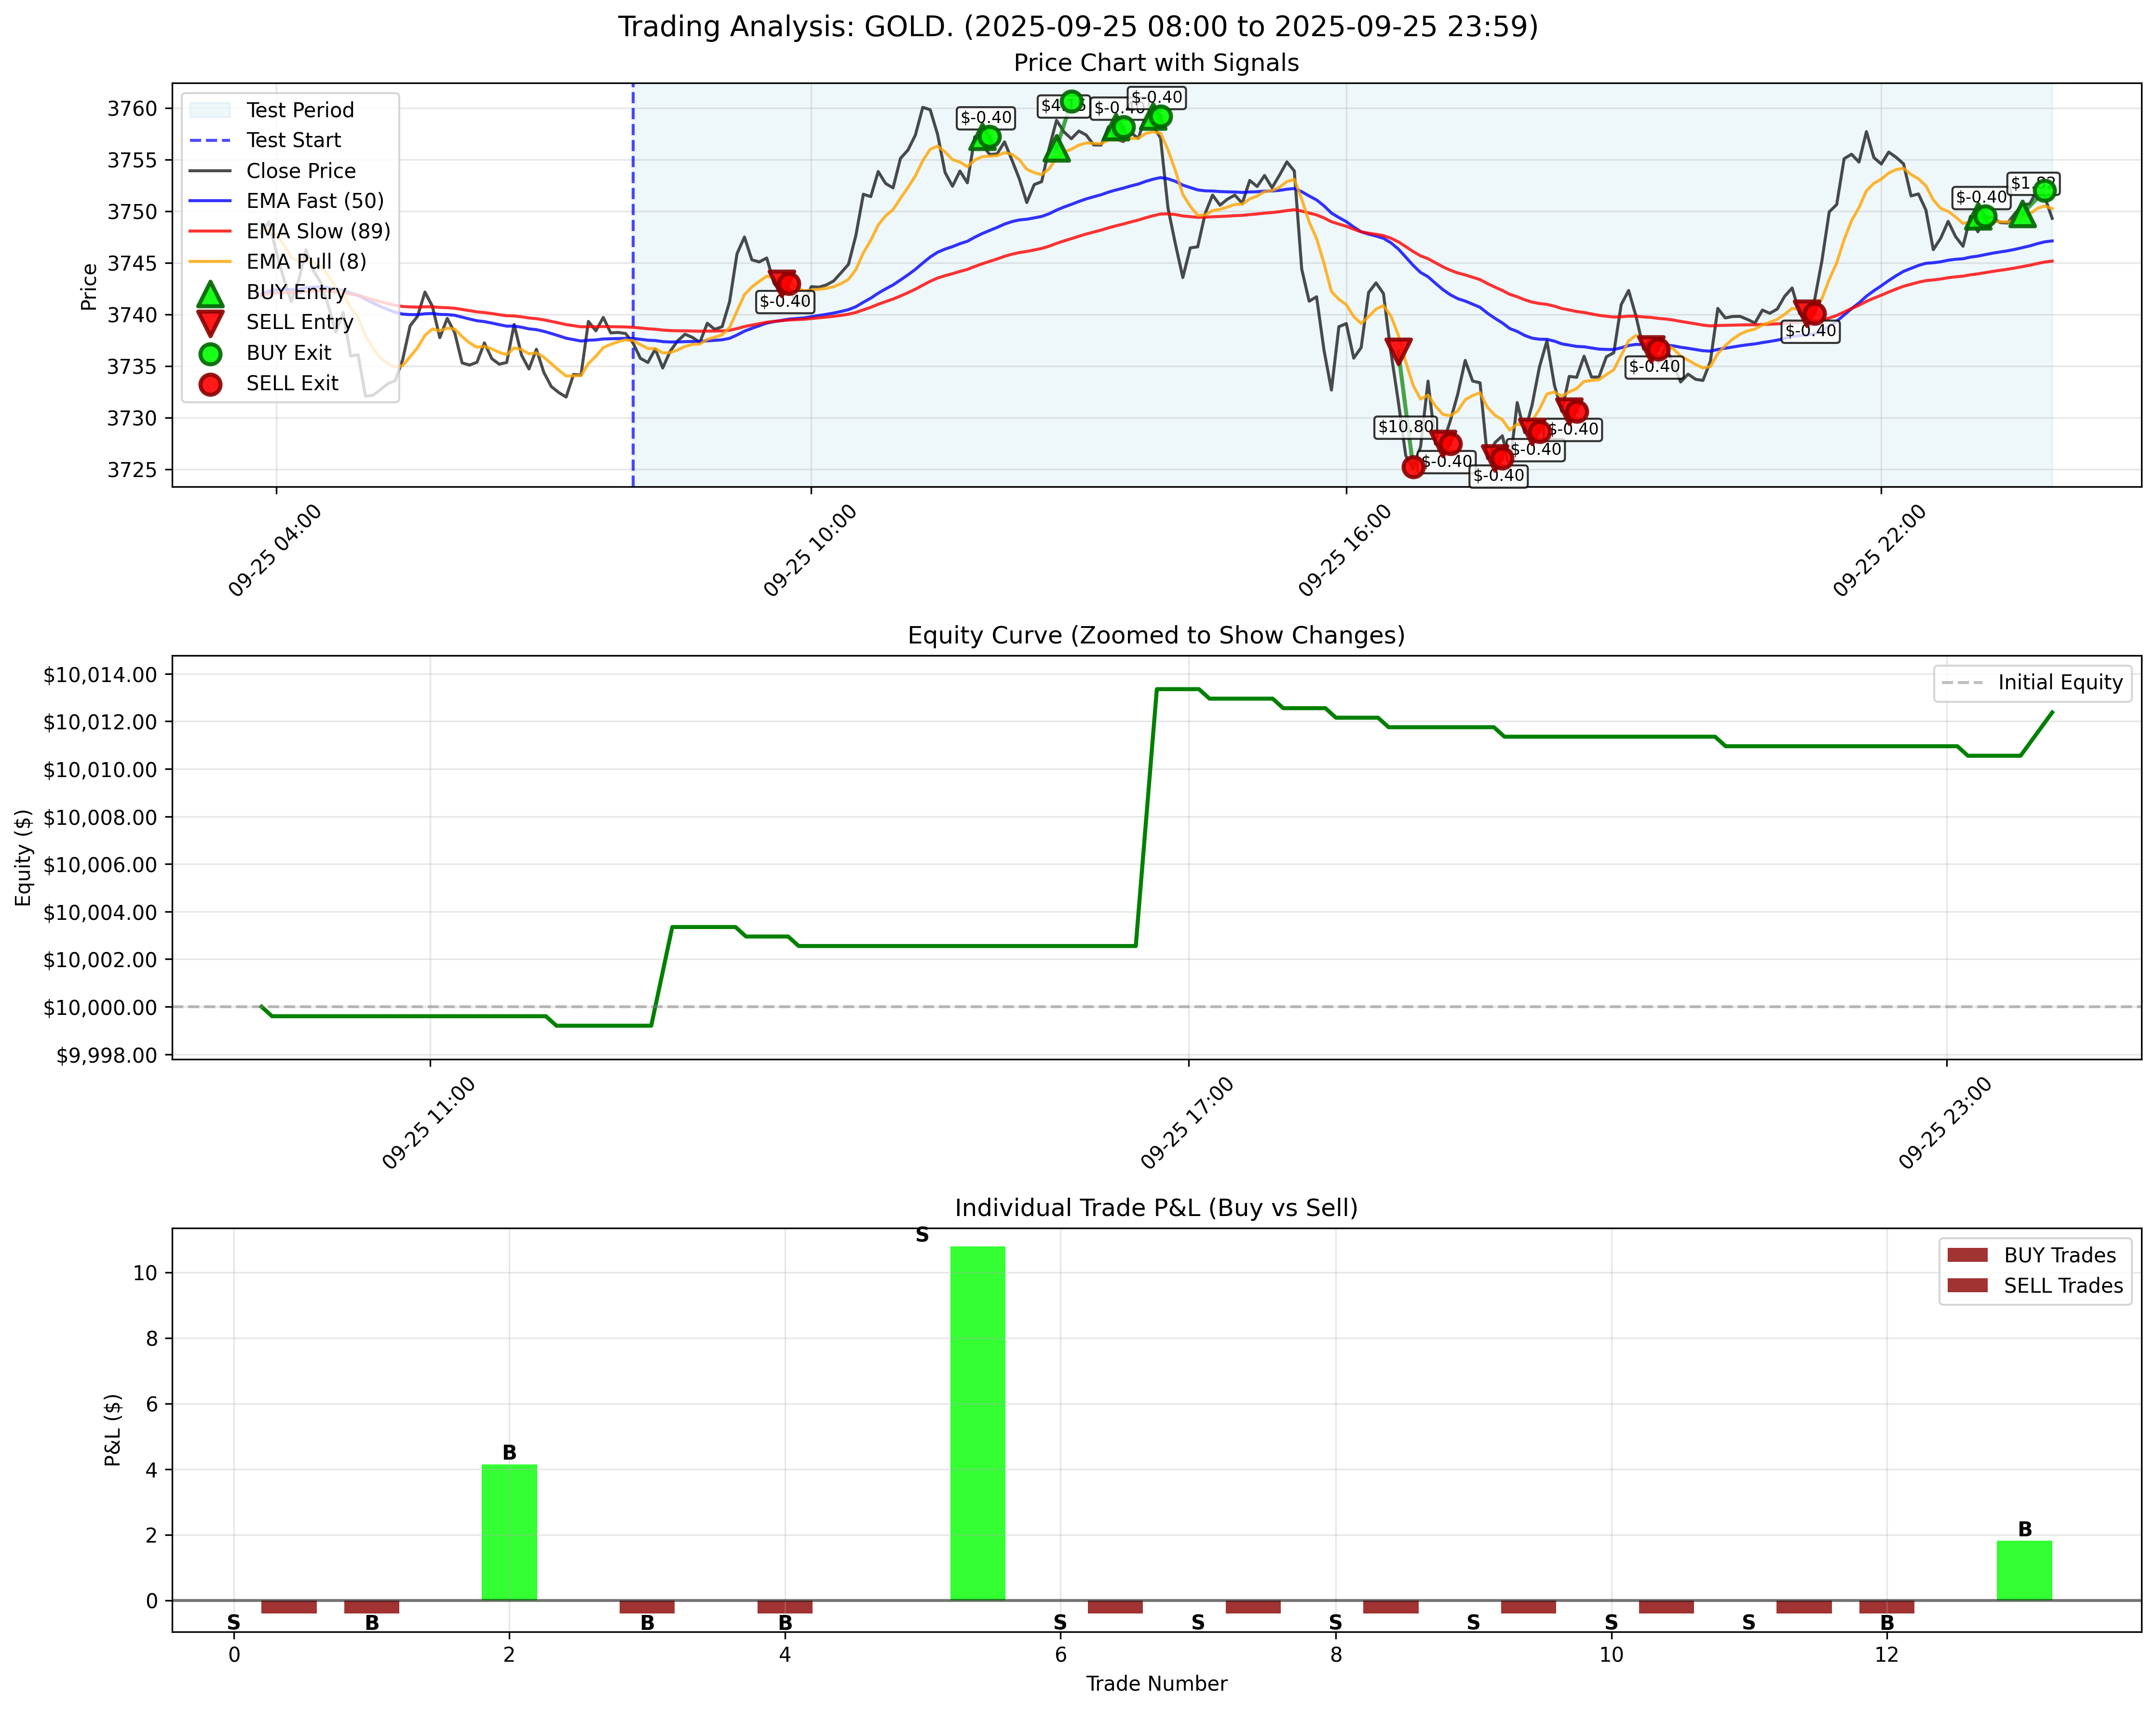 Trading Analysis: GOLD. (2025-09-25 08:00 to 2025-09-25 23:59)
Price Chart with Signals
Price
3760
3755
3750
3745
3740
3735
3730
3725
Test Period
Test Start
Close Price
EMA Fast (50)
EMA Slow (89)
EMA Pull (8)
BUY Entry
SELL Entry
BUY Exit
SELL Exit
$-0.40
$-0.40
$-0.40
$-0.40
$10.80
$-0.40
$-0.40
$-0.40
$-0.40
$-0.40
$-0.40
$-0.40
09-25 04:00
09-25 10:00
09-25 16:00
09-25 22:00
Equity Curve (Zoomed to Show Changes)
Equity ($)
$10,014.00
$10,012.00
$10,010.00
$10,008.00
$10,006.00
$10,004.00
$10,002.00
$10,000.00
$9,998.00
Initial Equity
09-25 11:00
09-25 17:00
09-25 23:00
Individual Trade P&L (Buy vs Sell)
P&L ($)
10
8
6
4
2
0
BUY Trades
SELL Trades
S
B
B
B
B
S
S
S
S
S
S
S
B
B
0
2
4
6
8
10
12
Trade Number